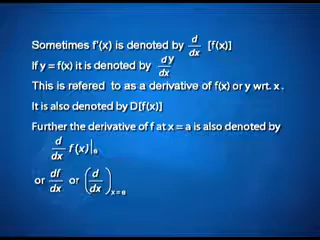 Sometimes f'(x) is denoted by d/dx [f(x)]
If y = f(x) it is denoted by dy/dx
This is refered to as a derivative of f(x) or y wrt. x .
It is also denoted by D[f(x)]
Further the derivative of f at x = a is also denoted by
d/dx f(x)|a
or df/dx or (d/dx)x = a